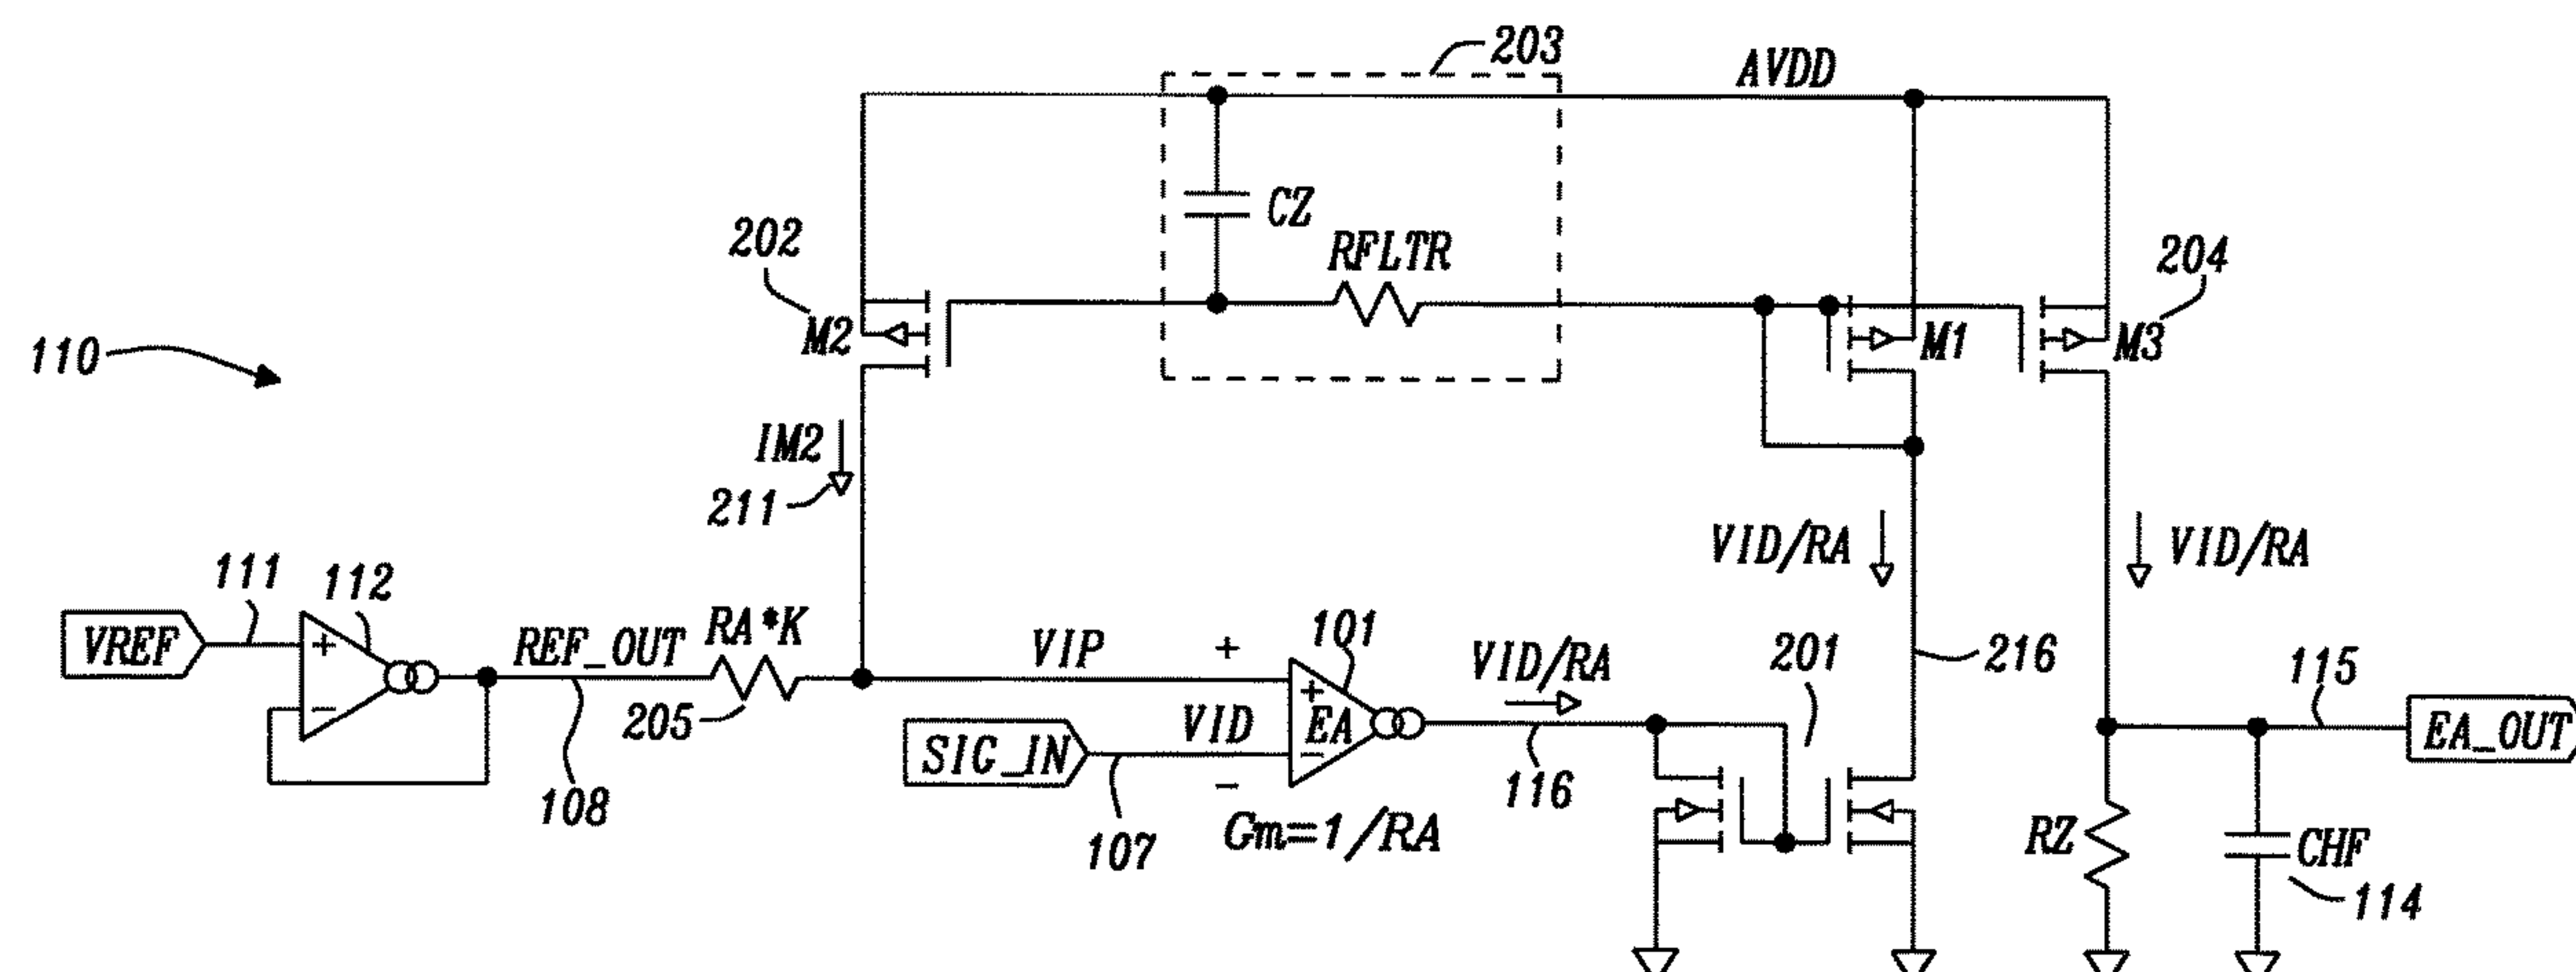 203
AVDD
CZ
RFLTR
202
204
M2
M1
M3
110
IM2
211
VID/RA
VID/RA
111
112
VREF
+
−
REF_OUT
RA*K
205
108
VIP
+
101
VID/RA
201
216
115
SIG_IN
VID
−
+
EA
−
107
Gm=1/RA
116
EA_OUT
RZ
CHF
114